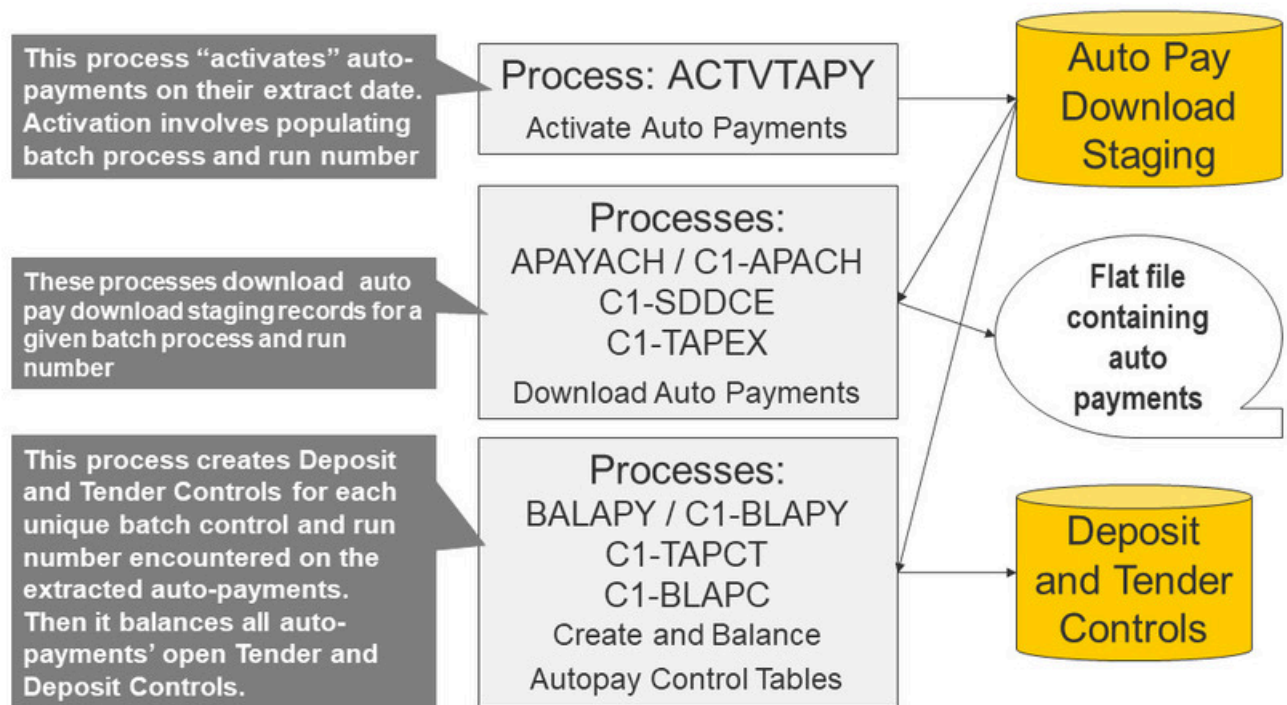 This process “activates” auto-
payments on their extract date.
Activation involves populating
batch process and run number
Process: ACTVTAPY
Activate Auto Payments
Auto Pay
Download
Staging
These processes download auto
pay download staging records for a
given batch process and run
number
Processes:
APAYACH / C1-APACH
C1-SDDCE
C1-TAPEX
Download Auto Payments
Flat file
containing
auto
payments
This process creates Deposit
and Tender Controls for each
unique batch control and run
number encountered on the
extracted auto-payments.
Then it balances all auto-
payments’ open Tender and
Deposit Controls.
Processes:
BALAPY / C1-BLAPY
C1-TAPCT
C1-BLAPC
Create and Balance
Autopay Control Tables
Deposit
and Tender
Controls